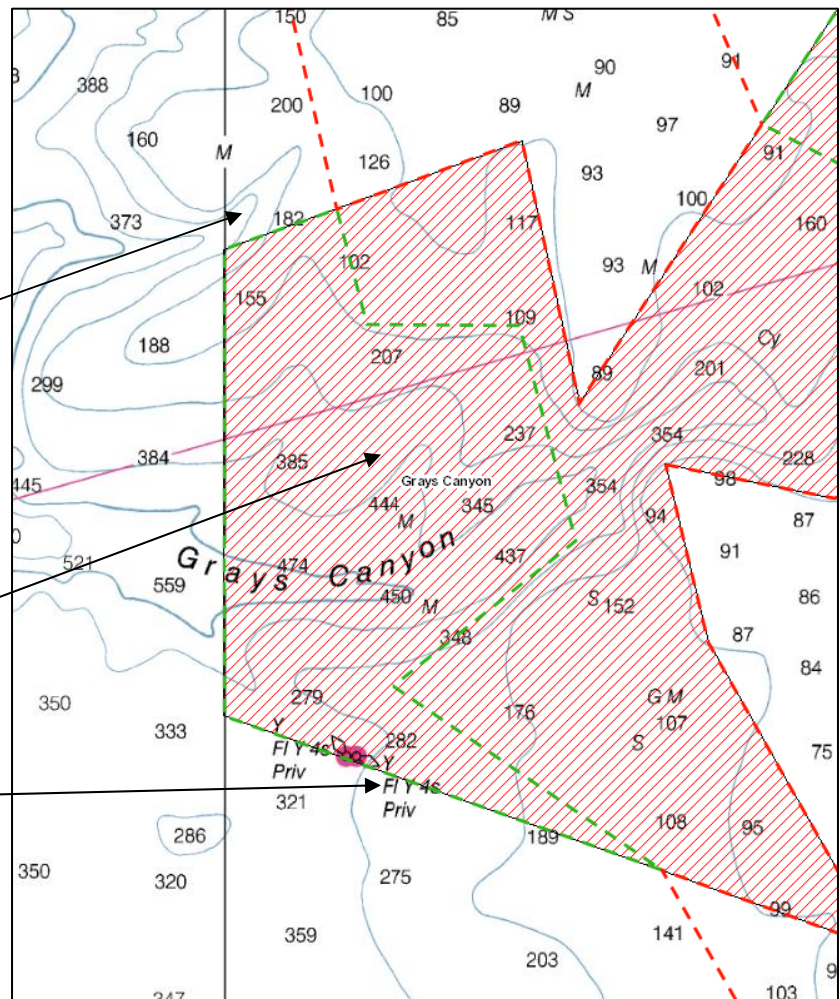 150 85 M S
388 90 91
200 100 89 M
160 97
M 126 93 91
182 117 100 160
373
102 93 M
155 102
188 109 Cy
207 89 201
299
237 354
384 385 228
445 Grays Canyon 98
444 345 354 87
M 94
521 474 437 91
Grays Canyon
559 450 M S 152 86
348 87
84
350 279 G M
333 176 107
Y 282 S 75
Fl Y 4s Y
Priv Fl Y 4s
321 Priv
286 189 108 95
350 320 275
99
359 141
203
347 103